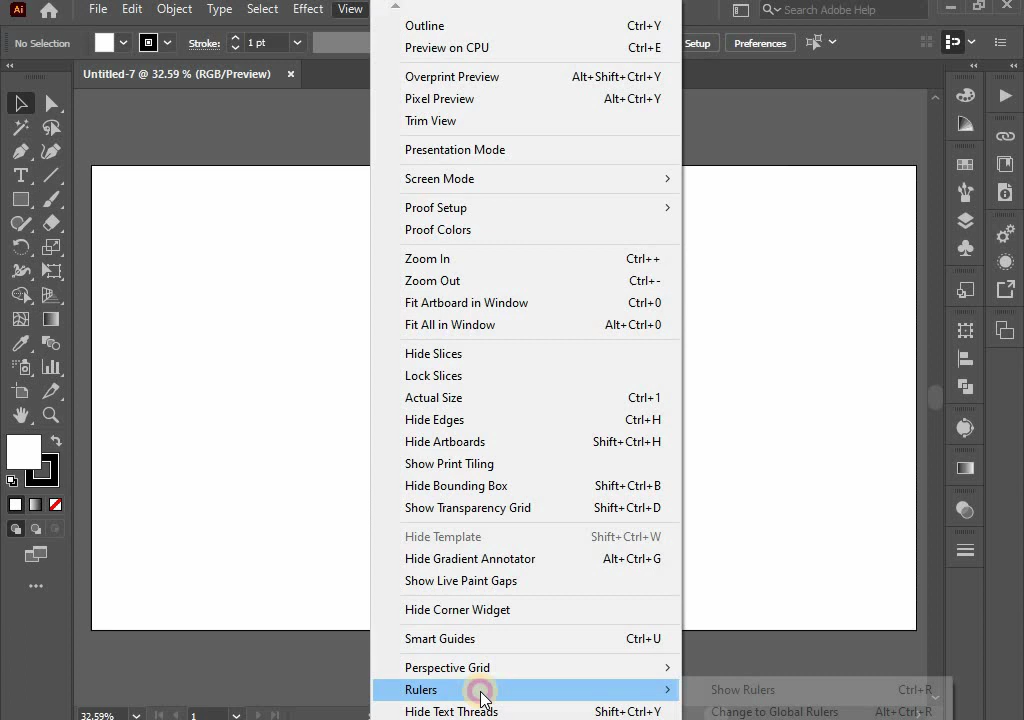 Ai File Edit Object Type Select Effect View Search Adobe Help
No Selection Stroke: 1 pt Setup Preferences
Untitled-7 @ 32.59 % (RGB/Preview) ×
Outline Ctrl+Y
Preview on CPU Ctrl+E
Overprint Preview Alt+Shift+Ctrl+Y
Pixel Preview Alt+Ctrl+Y
Trim View
Presentation Mode
Screen Mode
Proof Setup
Proof Colors
Zoom In Ctrl++
Zoom Out Ctrl+-
Fit Artboard in Window Ctrl+0
Fit All in Window Alt+Ctrl+0
Hide Slices
Lock Slices
Actual Size Ctrl+1
Hide Edges Ctrl+H
Hide Artboards Shift+Ctrl+H
Show Print Tiling
Hide Bounding Box Shift+Ctrl+B
Show Transparency Grid Shift+Ctrl+D
Hide Template Shift+Ctrl+W
Hide Gradient Annotator Alt+Ctrl+G
Show Live Paint Gaps
Hide Corner Widget
Smart Guides Ctrl+U
Perspective Grid
Rulers
Hide Text Threads Shift+Ctrl+Y
Show Rulers Ctrl+R
Change to Global Rulers Alt+Ctrl+R
32.59% 1